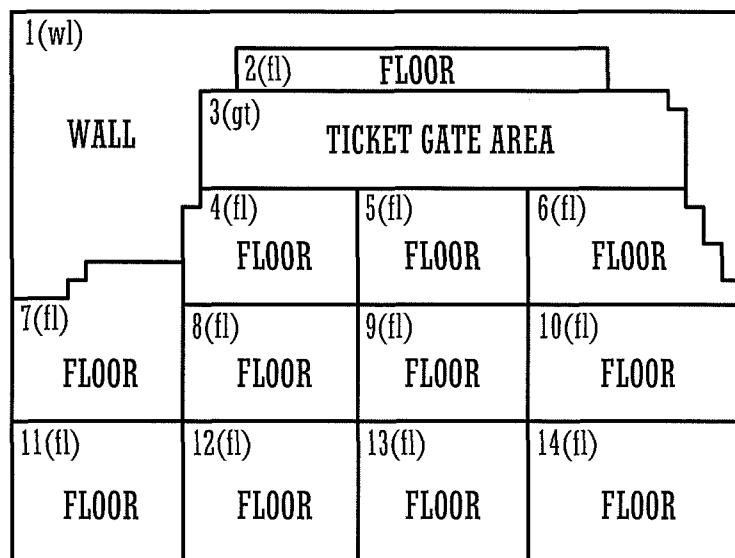 1(wl)
2(fl) FLOOR
3(gt)
WALL
TICKET GATE AREA
4(fl) 5(fl) 6(fl)
FLOOR FLOOR FLOOR
7(fl) 8(fl) 9(fl) 10(fl)
FLOOR FLOOR FLOOR FLOOR
11(fl) 12(fl) 13(fl) 14(fl)
FLOOR FLOOR FLOOR FLOOR